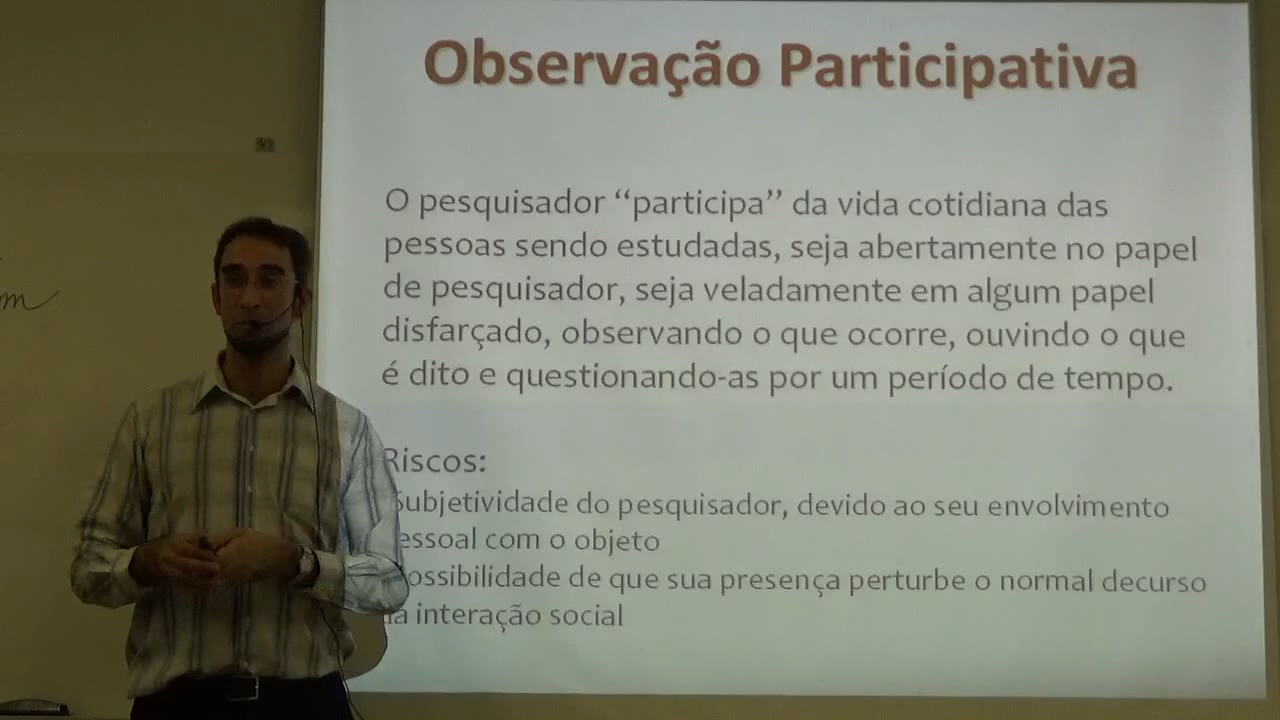 Observação Participativa
O pesquisador “participa” da vida cotidiana das
pessoas sendo estudadas, seja abertamente no papel
de pesquisador, seja veladamente em algum papel
disfarçado, observando o que ocorre, ouvindo o que
é dito e questionando-as por um período de tempo.
Riscos:
Subjetividade do pesquisador, devido ao seu envolvimento
essoal com o objeto
ossibilidade de que sua presença perturbe o normal decurso
da interação social